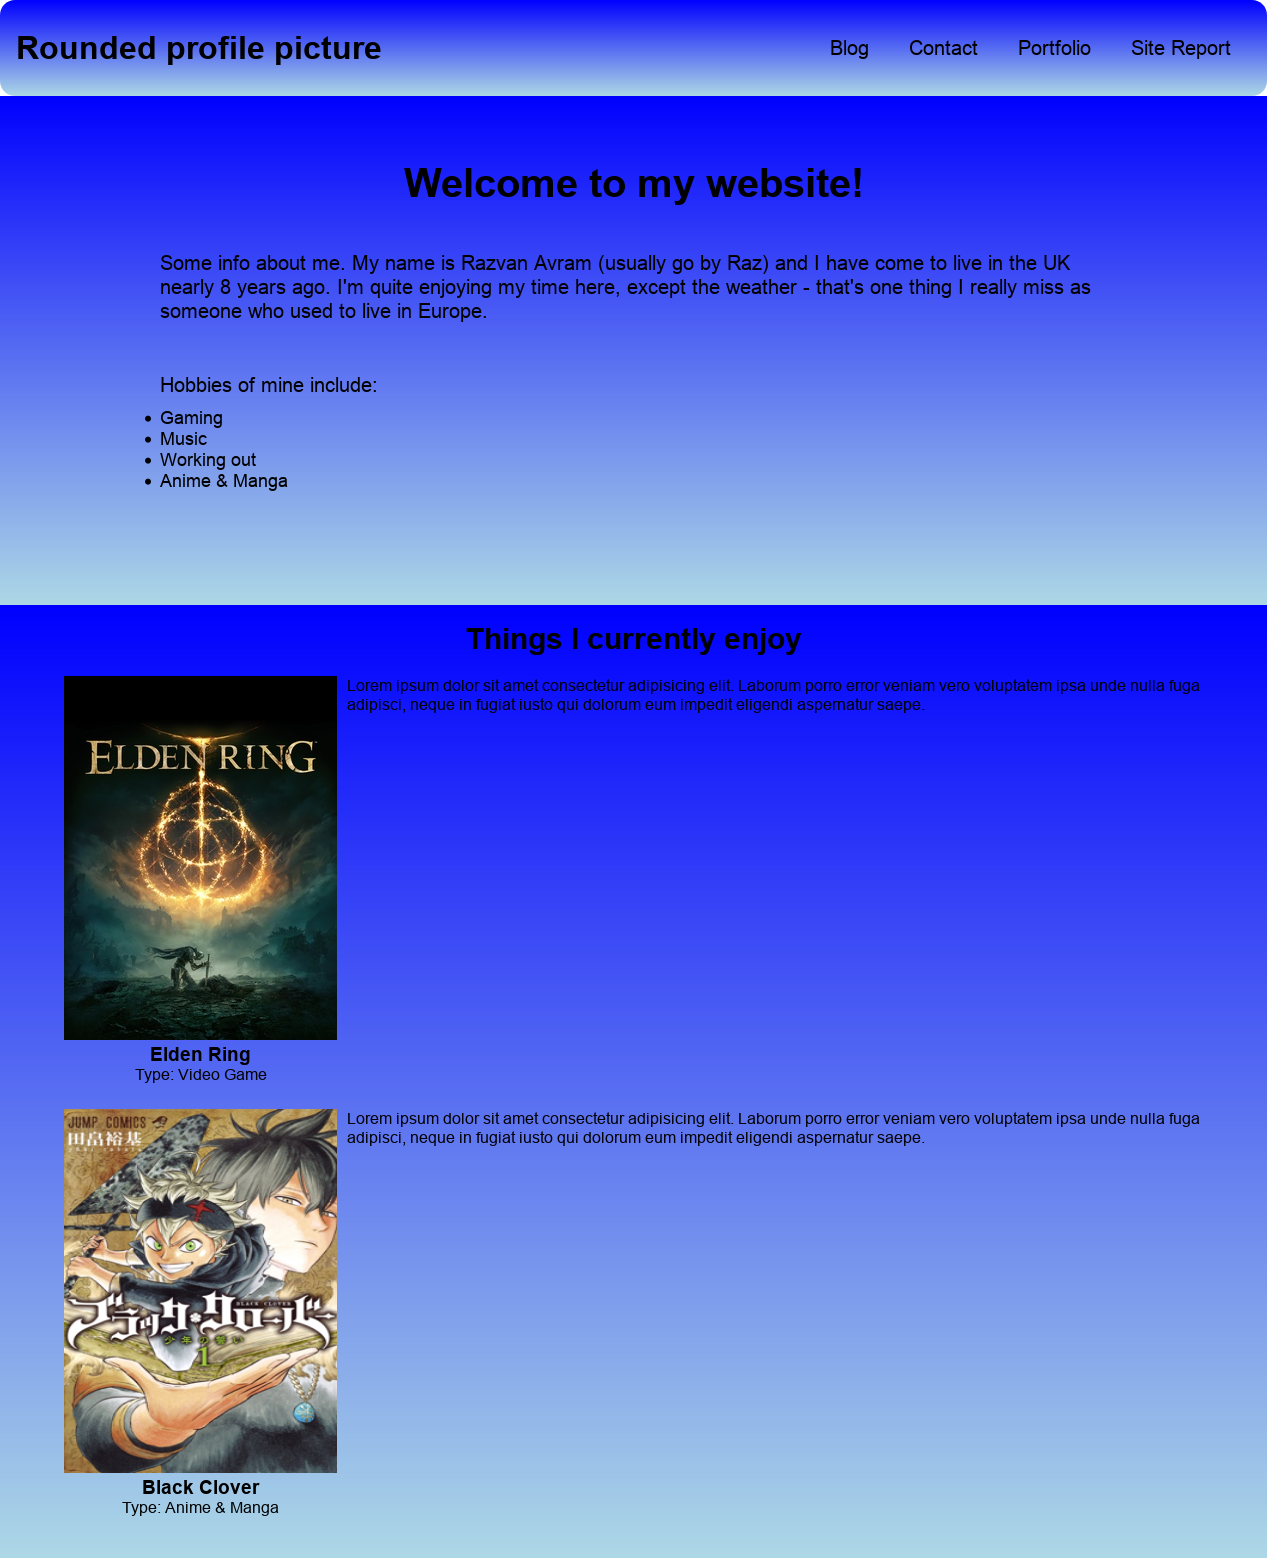 Rounded profile picture
Blog
Contact
Portfolio
Site Report
Welcome to my website!
Some info about me. My name is Razvan Avram (usually go by Raz) and I have come to live in the UK
nearly 8 years ago. I'm quite enjoying my time here, except the weather - that's one thing I really miss as
someone who used to live in Europe.
Hobbies of mine include:
Gaming
Music
Working out
Anime & Manga
Things I currently enjoy
Lorem ipsum dolor sit amet consectetur adipisicing elit. Laborum porro error veniam vero voluptatem ipsa unde nulla fuga
adipisci, neque in fugiat iusto qui dolorum eum impedit eligendi aspernatur saepe.
ELDEN RING
Elden Ring
Type: Video Game
Lorem ipsum dolor sit amet consectetur adipisicing elit. Laborum porro error veniam vero voluptatem ipsa unde nulla fuga
adipisci, neque in fugiat iusto qui dolorum eum impedit eligendi aspernatur saepe.
JUMP COMICS
田畠裕基
BLACK CLOVER
ブラッククローバー
少年の誓い
1
Black Clover
Type: Anime & Manga